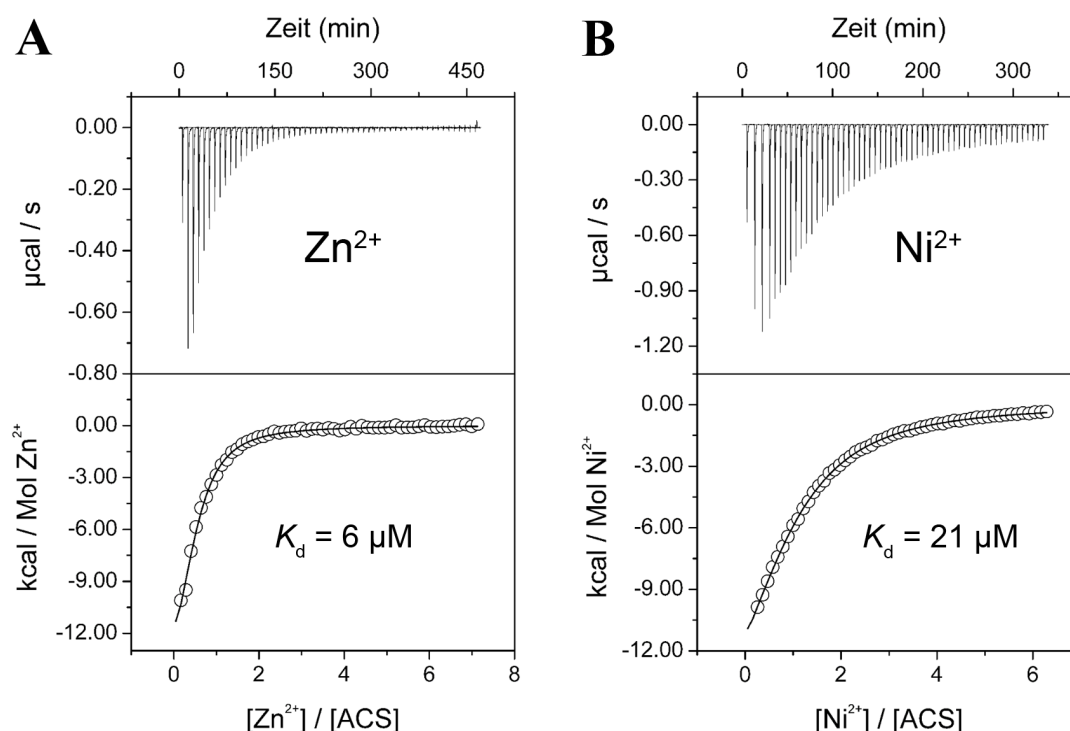 A
Zeit (min)
0 150 300 450
0.00
-0.20
-0.40
-0.60
-0.80
µcal / s
Zn²⁺
0.00
-3.00
-6.00
-9.00
-12.00
kcal / Mol Zn²⁺
K_d = 6 µM
0 2 4 6 8
[Zn²⁺] / [ACS]
B
Zeit (min)
0 100 200 300
0.00
-0.30
-0.60
-0.90
-1.20
µcal / s
Ni²⁺
0.00
-3.00
-6.00
-9.00
-12.00
kcal / Mol Ni²⁺
K_d = 21 µM
0 2 4 6
[Ni²⁺] / [ACS]